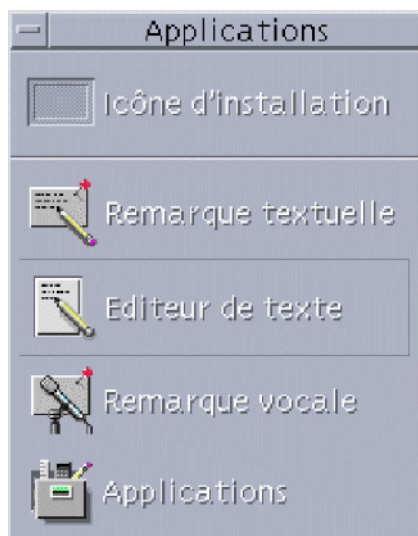 Applications
Icône d'installation
Remarque textuelle
Editeur de texte
Remarque vocale
Applications